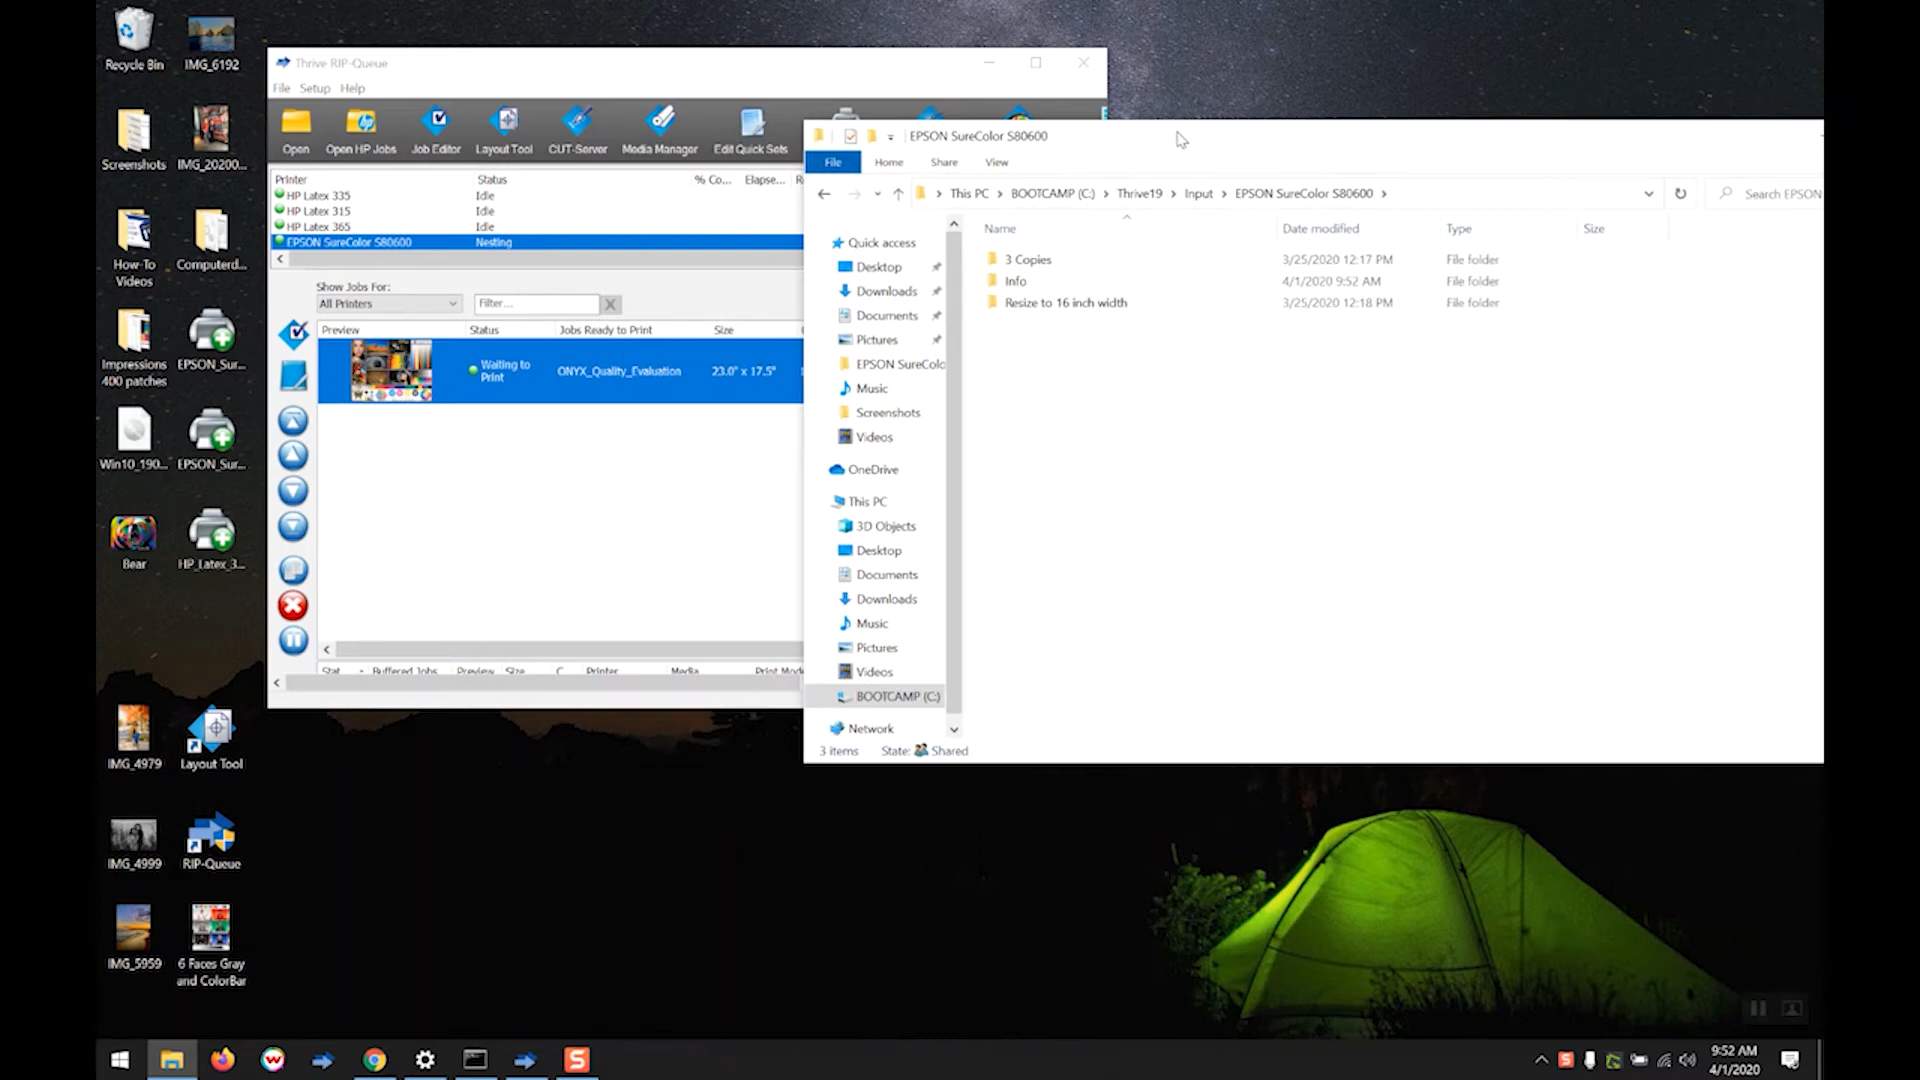 Recycle Bin
IMG_6192
Screenshots
IMG_20200...
How-To
Videos
Computerd...
Impressions
400 patches
EPSON_Sur...
Win10_190...
EPSON_Sur...
Bear
HP_Latex_3...
IMG_4979
Layout Tool
IMG_4999
RIP-Queue
IMG_5959
6 Faces Gray
and ColorBar
Thrive RIP-Queue
File Setup Help
Open
Open HP Jobs
Job Editor
Layout Tool
CUT-Server
Media Manager
Edit Quick Sets
Printer Status % Co... Elapse...
HP Latex 335 Idle
HP Latex 315 Idle
HP Latex 365 Idle
EPSON SureColor S80600 Nesting
Show Jobs For:
All Printers
Filter...
X
Preview Status Jobs Ready to Print Size
Waiting to
Print
ONYX_Quality_Evaluation
23.0" x 17.5"
Stat Buffered Jobs Preview Size C Printer Media Print Mode
EPSON SureColor S80600
File Home Share View
This PC > BOOTCAMP (C:) > Thrive19 > Input > EPSON SureColor S80600 >
Search EPSON
Name Date modified Type Size
3 Copies 3/25/2020 12:17 PM File folder
Info 4/1/2020 9:52 AM File folder
Resize to 16 inch width 3/25/2020 12:18 PM File folder
Quick access
Desktop
Downloads
Documents
Pictures
EPSON SureColo
Music
Screenshots
Videos
OneDrive
This PC
3D Objects
Desktop
Documents
Downloads
Music
Pictures
Videos
BOOTCAMP (C:)
Network
3 items State: Shared
9:52 AM
4/1/2020